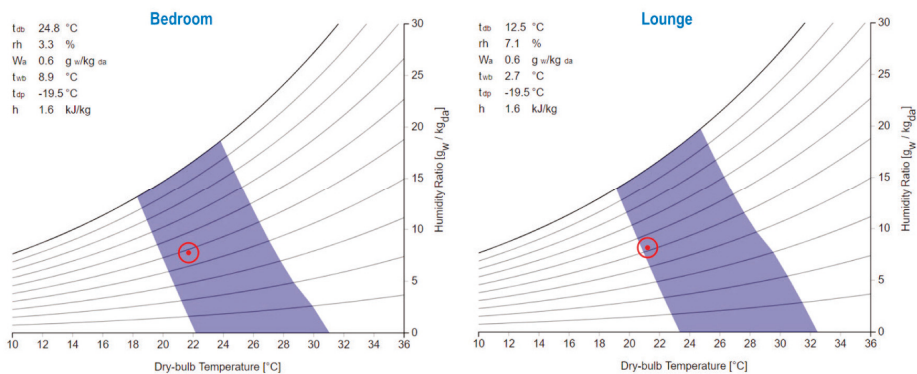 Bedroom
tdb 24.8 °C
rh 3.3 %
Wa 0.6 g w/kg da
twb 8.9 °C
tdp -19.5 °C
h 1.6 kJ/kg
30
25
20
15
10
5
0
Humidity Ratio [gw / kgda]
10 12 14 16 18 20 22 24 26 28 30 32 34 36
Dry-bulb Temperature [°C]
Lounge
tdb 12.5 °C
rh 7.1 %
Wa 0.6 g w/kg da
twb 2.7 °C
tdp -19.5 °C
h 1.6 kJ/kg
30
25
20
15
10
5
0
Humidity Ratio [gw / kgda]
10 12 14 16 18 20 22 24 26 28 30 32 34 36
Dry-bulb Temperature [°C]